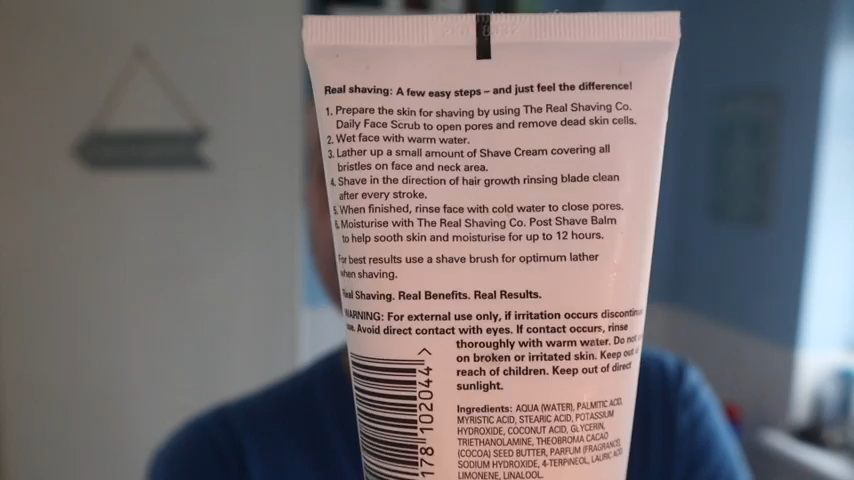 Real shaving: A few easy steps – and just feel the difference!
1. Prepare the skin for shaving by using The Real Shaving Co.
Daily Face Scrub to open pores and remove dead skin cells.
2. Wet face with warm water.
3. Lather up a small amount of Shave Cream covering all
bristles on face and neck area.
4. Shave in the direction of hair growth rinsing blade clean
after every stroke.
5. When finished, rinse face with cold water to close pores.
6. Moisturise with The Real Shaving Co. Post Shave Balm
to help sooth skin and moisturise for up to 12 hours.
For best results use a shave brush for optimum lather
when shaving.
Real Shaving. Real Benefits. Real Results.
WARNING: For external use only, if irritation occurs discontinue
use. Avoid direct contact with eyes. If contact occurs, rinse
thoroughly with warm water. Do not
on broken or irritated skin. Keep out
reach of children. Keep out of direct
sunlight.
Ingredients: AQUA (WATER), PALMITIC ACID,
MYRISTIC ACID, STEARIC ACID, POTASSIUM
HYDROXIDE, COCONUT ACID, GLYCERIN,
TRIETHANOLAMINE, THEOBROMA CACAO
(COCOA) SEED BUTTER, PARFUM (FRAGRANCE),
SODIUM HYDROXIDE, 4-TERPINEOL, LAURIC ACID,
LIMONENE, LINALOOL.
178 102044 >